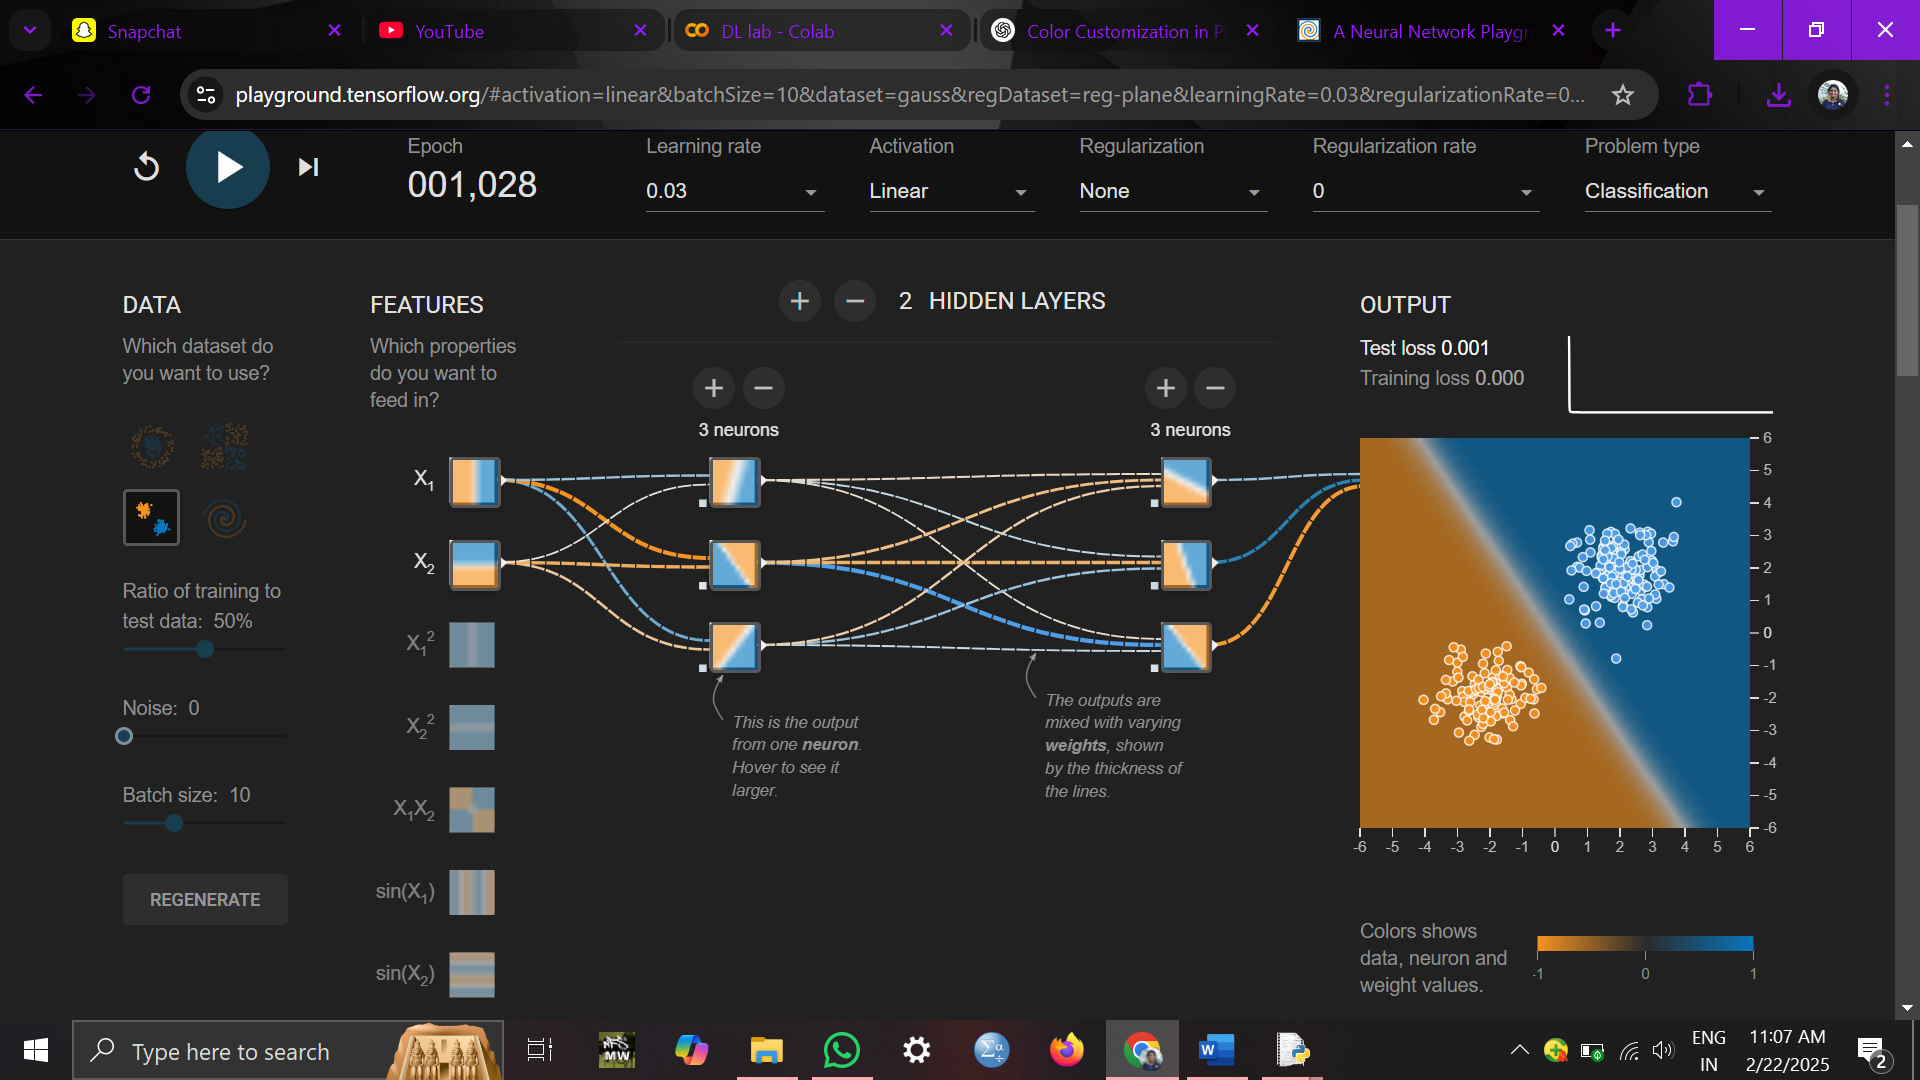 Snapchat
YouTube
DL lab - Colab
Color Customization in P
A Neural Network Playgr
playground.tensorflow.org/#activation=linear&batchSize=10&dataset=gauss&regDataset=reg-plane&learningRate=0.03&regularizationRate=0...
Epoch
001,028
Learning rate
0.03
Activation
Linear
Regularization
None
Regularization rate
0
Problem type
Classification
DATA
Which dataset do
you want to use?
Ratio of training to
test data: 50%
Noise: 0
Batch size: 10
REGENERATE
FEATURES
Which properties
do you want to
feed in?
X1
X2
X1²
X2²
X1X2
sin(X1)
sin(X2)
2 HIDDEN LAYERS
3 neurons
3 neurons
This is the output
from one neuron.
Hover to see it
larger.
The outputs are
mixed with varying
weights, shown
by the thickness of
the lines.
OUTPUT
Test loss 0.001
Training loss 0.000
6
5
4
3
2
1
0
-1
-2
-3
-4
-5
-6
-6 -5 -4 -3 -2 -1 0 1 2 3 4 5 6
Colors shows
data, neuron and
weight values.
-1 0 1
Type here to search
NFS
MW
Σα
W
ENG
IN
11:07 AM
2/22/2025
2